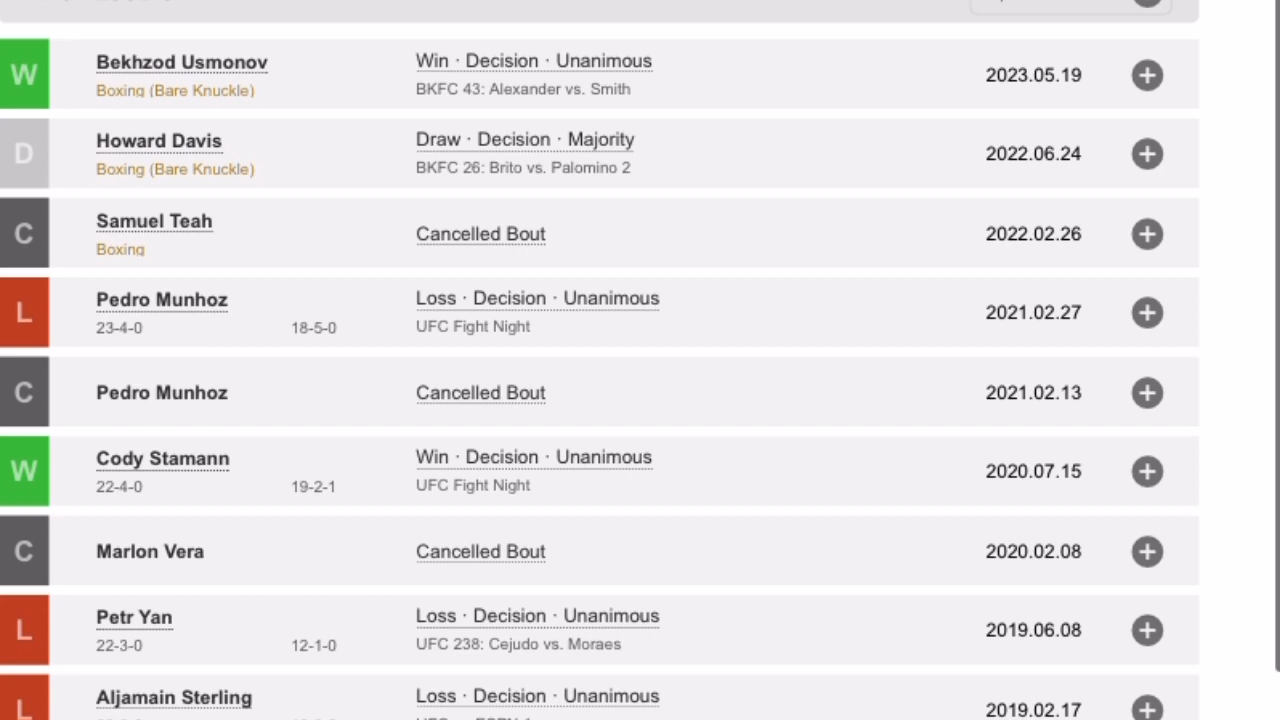 W
Bekhzod Usmonov
Win · Decision · Unanimous
Boxing (Bare Knuckle)
BKFC 43: Alexander vs. Smith
2023.05.19
D
Howard Davis
Draw · Decision · Majority
Boxing (Bare Knuckle)
BKFC 26: Brito vs. Palomino 2
2022.06.24
C
Samuel Teah
Boxing
Cancelled Bout
2022.02.26
L
Pedro Munhoz
Loss · Decision · Unanimous
23-4-0 18-5-0
UFC Fight Night
2021.02.27
C
Pedro Munhoz
Cancelled Bout
2021.02.13
W
Cody Stamann
Win · Decision · Unanimous
22-4-0 19-2-1
UFC Fight Night
2020.07.15
C
Marlon Vera
Cancelled Bout
2020.02.08
L
Petr Yan
Loss · Decision · Unanimous
22-3-0 12-1-0
UFC 238: Cejudo vs. Moraes
2019.06.08
L
Aljamain Sterling
Loss · Decision · Unanimous
2019.02.17